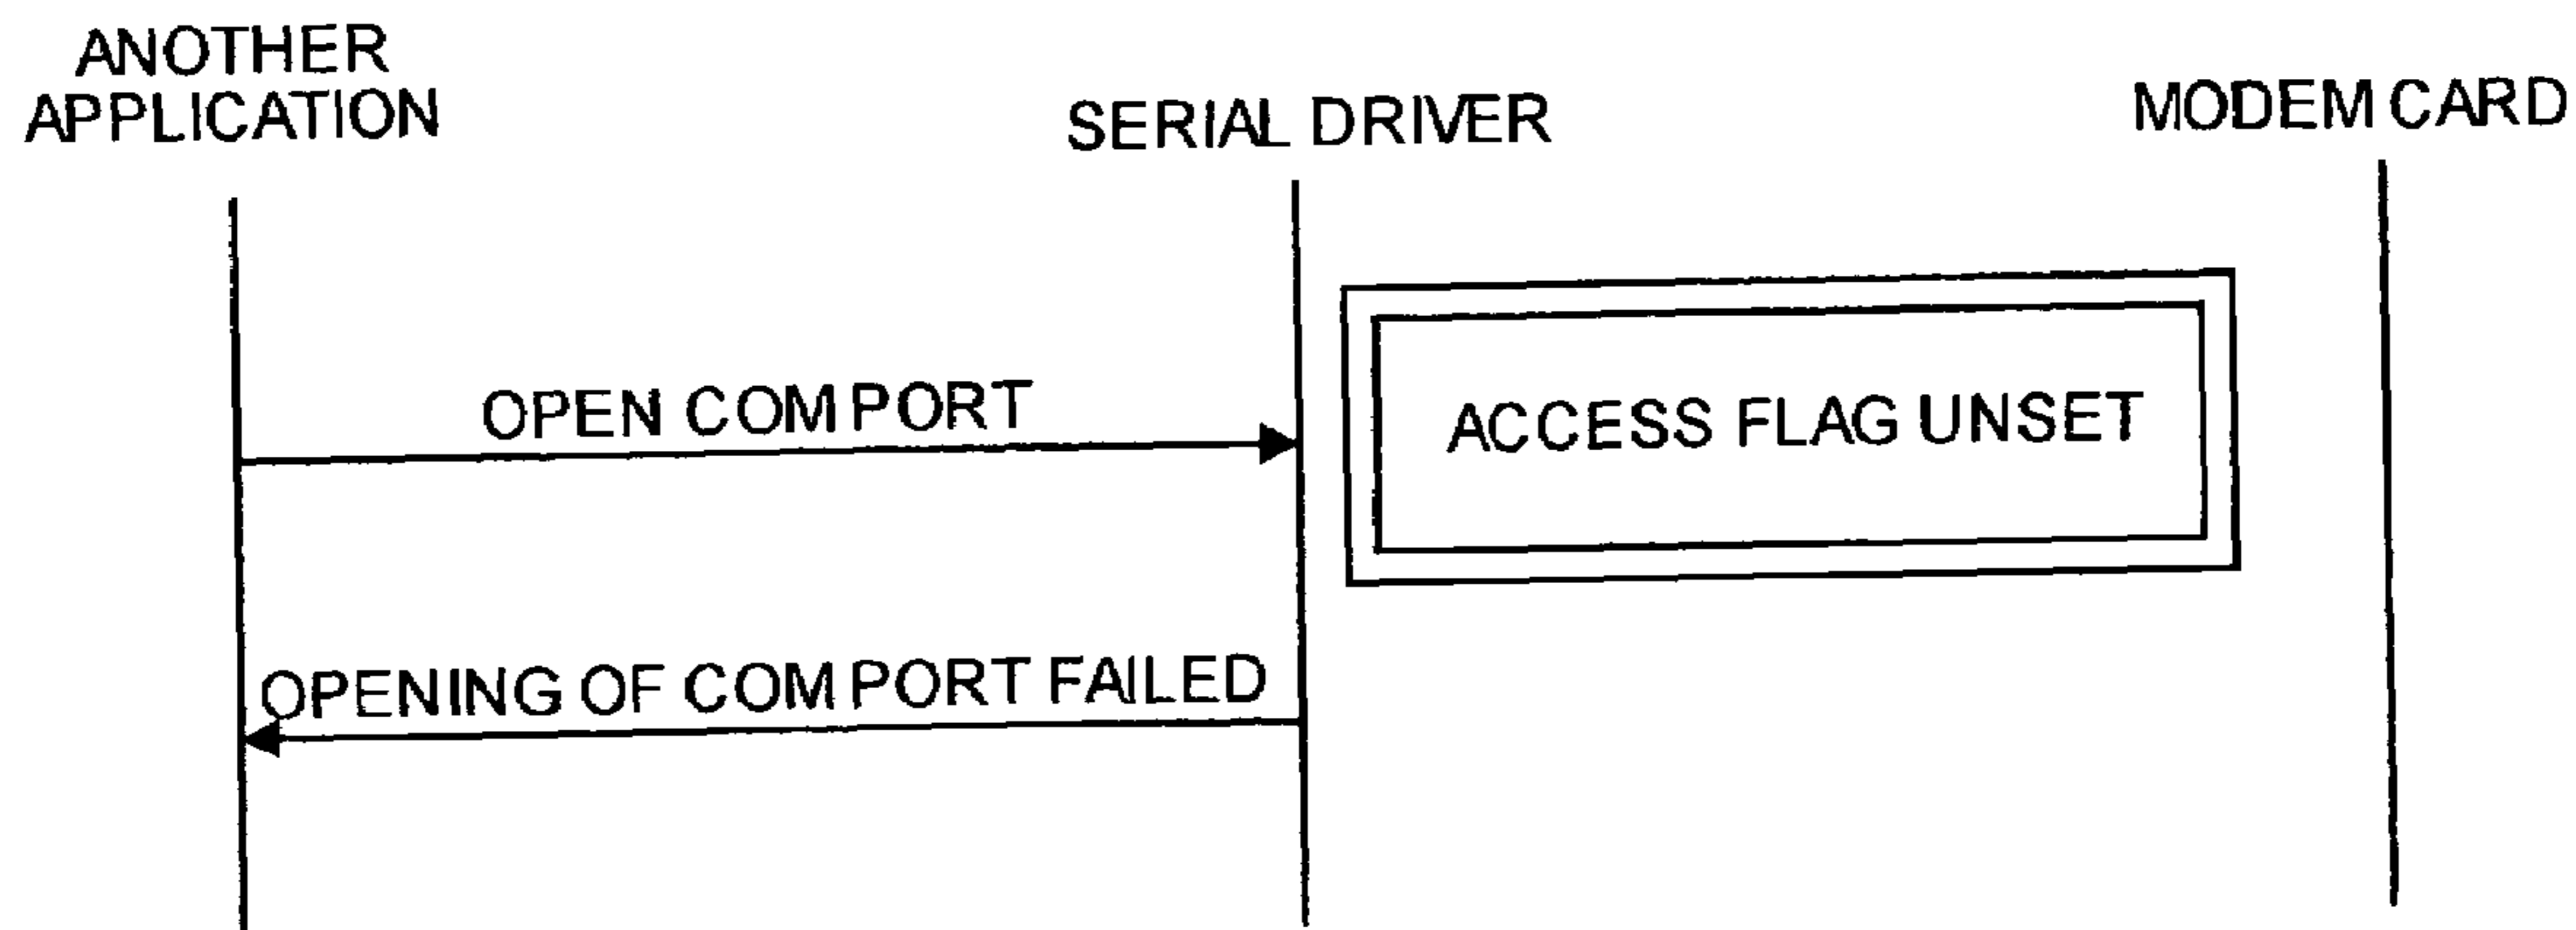 ANOTHER
APPLICATION
SERIAL DRIVER
MODEM CARD
OPEN COM PORT
ACCESS FLAG UNSET
OPENING OF COM PORT FAILED